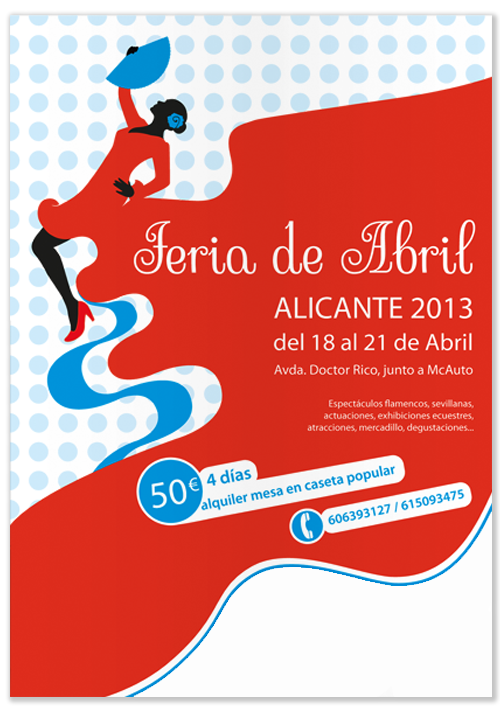 Feria de Abril
ALICANTE 2013
del 18 al 21 de Abril
Avda. Doctor Rico, junto a McAuto
Espectáculos flamencos, sevillanas,
actuaciones, exhibiciones ecuestres,
atracciones, mercadillo, degustaciones...
50€
4 días
alquiler mesa en caseta popular
606393127 / 615093475